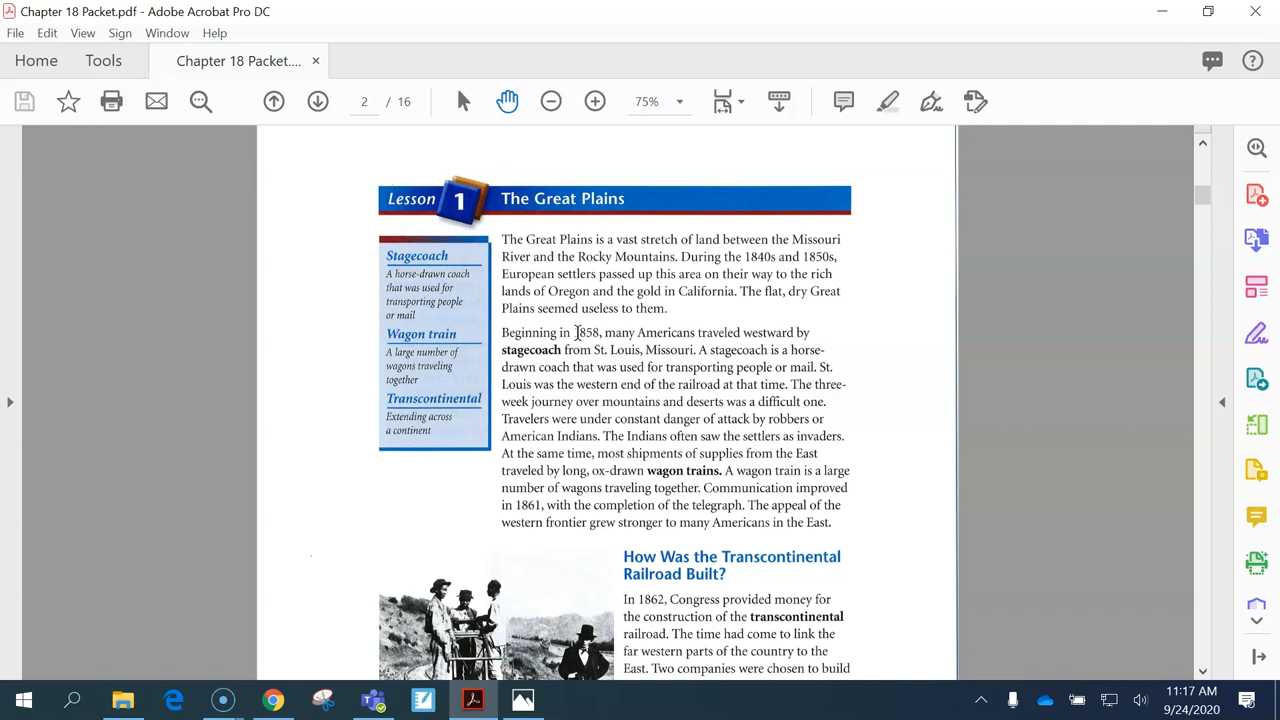 Chapter 18 Packet.pdf - Adobe Acrobat Pro DC
File Edit View Sign Window Help
Home Tools Chapter 18 Packet.... ×
2 / 16 75%
Lesson 1 The Great Plains
Stagecoach
A horse-drawn coach
that was used for
transporting people
or mail
Wagon train
A large number of
wagons traveling
together
Transcontinental
Extending across
a continent
The Great Plains is a vast stretch of land between the Missouri
River and the Rocky Mountains. During the 1840s and 1850s,
European settlers passed up this area on their way to the rich
lands of Oregon and the gold in California. The flat, dry Great
Plains seemed useless to them.
Beginning in 1858, many Americans traveled westward by
stagecoach from St. Louis, Missouri. A stagecoach is a horse-
drawn coach that was used for transporting people or mail. St.
Louis was the western end of the railroad at that time. The three-
week journey over mountains and deserts was a difficult one.
Travelers were under constant danger of attack by robbers or
American Indians. The Indians often saw the settlers as invaders.
At the same time, most shipments of supplies from the East
traveled by long, ox-drawn wagon trains. A wagon train is a large
number of wagons traveling together. Communication improved
in 1861, with the completion of the telegraph. The appeal of the
western frontier grew stronger to many Americans in the East.
How Was the Transcontinental
Railroad Built?
In 1862, Congress provided money for
the construction of the transcontinental
railroad. The time had come to link the
far western parts of the country to the
East. Two companies were chosen to build
11:17 AM
9/24/2020